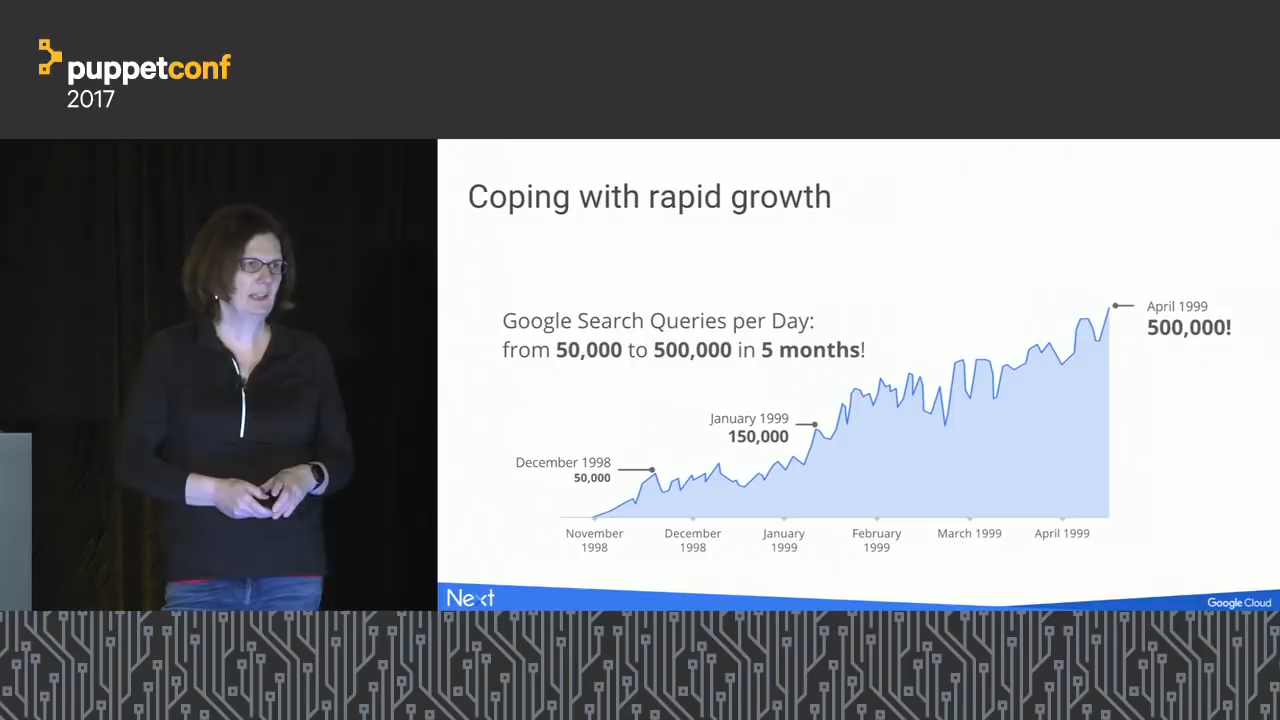 puppetconf
2017
Coping with rapid growth
Google Search Queries per Day:
from 50,000 to 500,000 in 5 months!
April 1999
500,000!
January 1999
150,000
December 1998
50,000
November
1998
December
1998
January
1999
February
1999
March 1999
April 1999
Next
Google Cloud